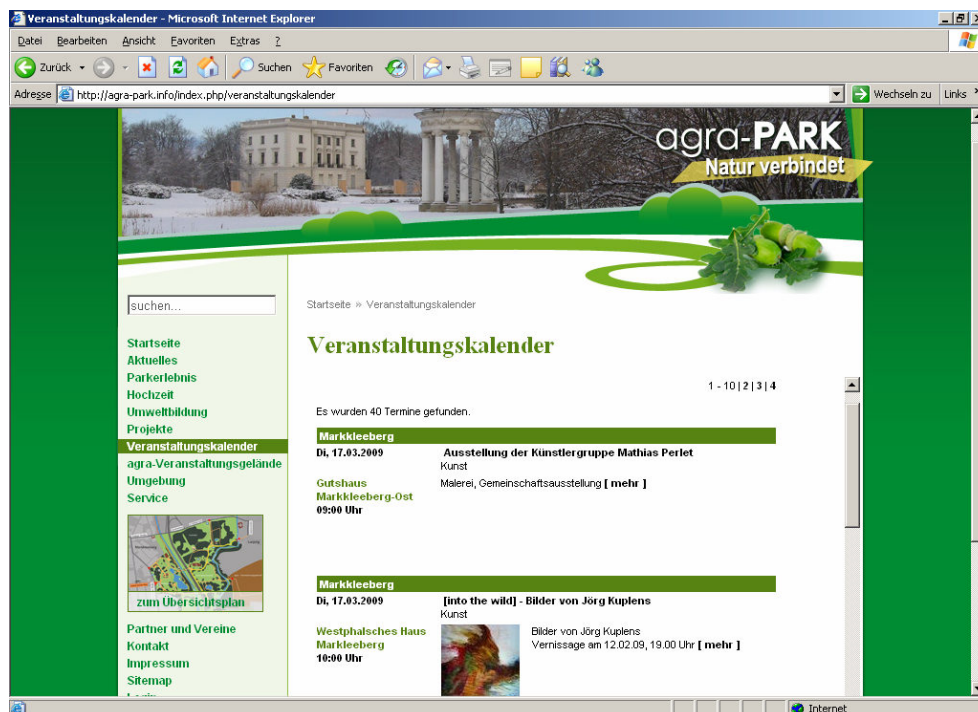 Veranstaltungskalender - Microsoft Internet Explorer
Datei Bearbeiten Ansicht Favoriten Extras ?
Zurück Suchen Favoriten
Adresse http://agra-park.info/index.php/veranstaltungskalender Wechseln zu Links
agra-PARK
Natur verbindet
suchen...
Startseite » Veranstaltungskalender
Startseite
Aktuelles
Parkerlebnis
Hochzeit
Umweltbildung
Projekte
Veranstaltungskalender
agra-Veranstaltungsgelände
Umgebung
Service
zum Übersichtsplan
Partner und Vereine
Kontakt
Impressum
Sitemap
Login
Veranstaltungskalender
1 - 10 | 2 | 3 | 4
Es wurden 40 Termine gefunden.
Markkleeberg
Di, 17.03.2009 Ausstellung der Künstlergruppe Mathias Perlet
Kunst
Gutshaus Malerei, Gemeinschaftsausstellung [ mehr ]
Markkleeberg-Ost
09:00 Uhr
Markkleeberg
Di, 17.03.2009 [into the wild] - Bilder von Jörg Kuplens
Kunst
Westphalsches Haus Bilder von Jörg Kuplens
Markkleeberg Vernissage am 12.02.09, 19.00 Uhr [ mehr ]
10:00 Uhr
Internet